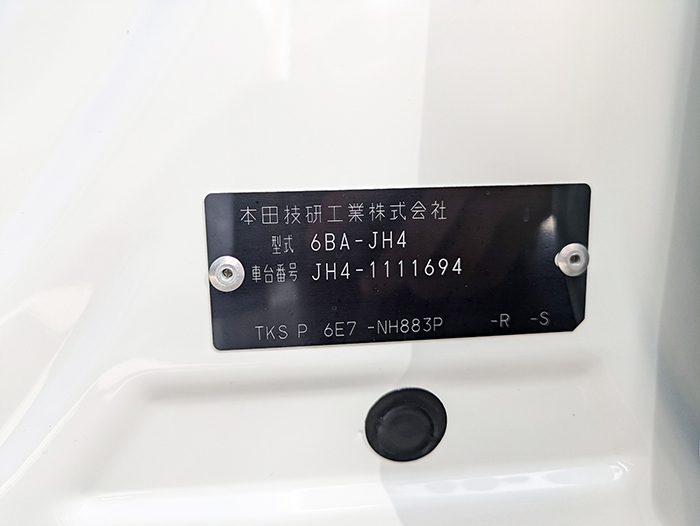 本田技研工業株式会社
型式 6BA-JH4
車台番号 JH4-1111694
TKS P 6E7 -NH883P -R -S